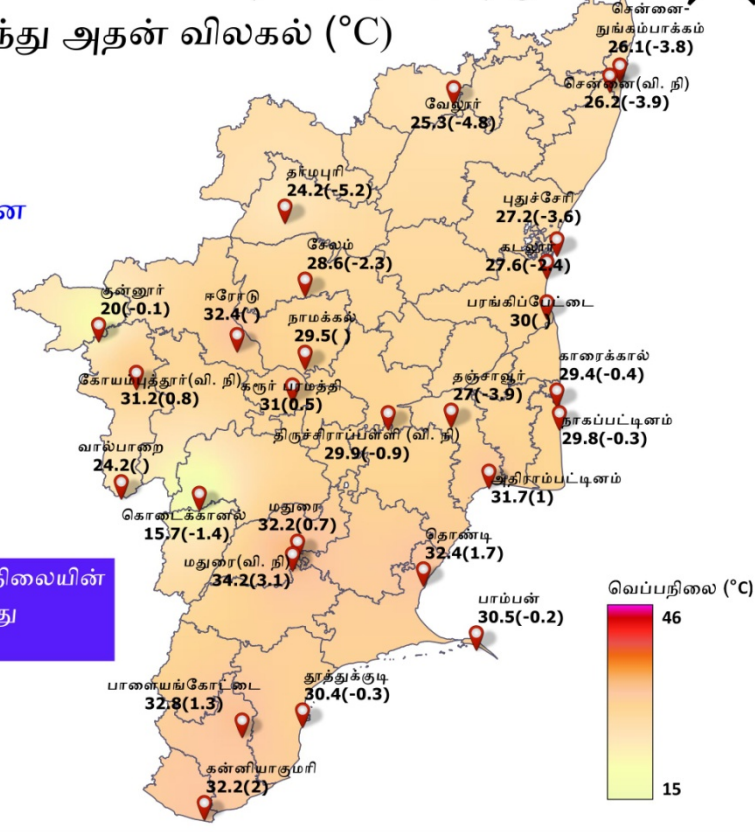 ந்து அதன் விலகல் (°C)
சென்னை-
நுங்கம்பாக்கம்
26.1(-3.8)
சென்னை(வி. நி)
26.2(-3.9)
வேலூர்
25.3(-4.8)
தர்மபுரி
24.2(-5.2)
புதுச்சேரி
27.2(-3.6)
கடலூர்
27.6(-2.4)
சேலம்
28.6(-2.3)
குன்னூர்
20(-0.1)
ஈரோடு
32.4( )
நாமக்கல்
29.5( )
பரங்கிப்பேட்டை
30( )
காரைக்கால்
29.4(-0.4)
கோயம்புத்தூர்(வி. நி)
31.2(0.8)
கரூர் பரமத்தி
31(0.5)
தஞ்சாவூர்
27(-3.9)
நாகப்பட்டினம்
29.8(-0.3)
திருச்சிராப்பள்ளி (வி. நி)
29.9(-0.9)
வால்பாறை
24.2( )
அதிராம்பட்டினம்
31.7(1)
கொடைக்கானல்
15.7(-1.4)
மதுரை
32.2(0.7)
மதுரை(வி. நி)
34.2(3.1)
தொண்டி
32.4(1.7)
பாம்பன்
30.5(-0.2)
பாளையங்கோட்டை
32.8(1.3)
தூத்துக்குடி
30.4(-0.3)
கன்னியாகுமரி
32.2(2)
ன
நிலையின்
து
வெப்பநிலை (°C)
46
15